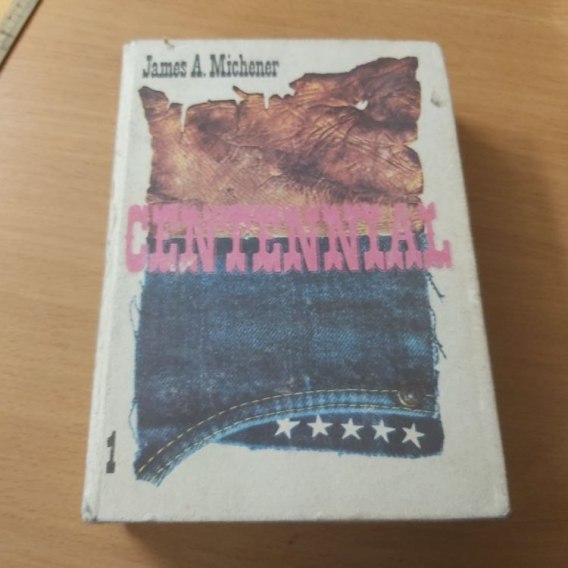 James A. Michener
CENTENNIAL
1